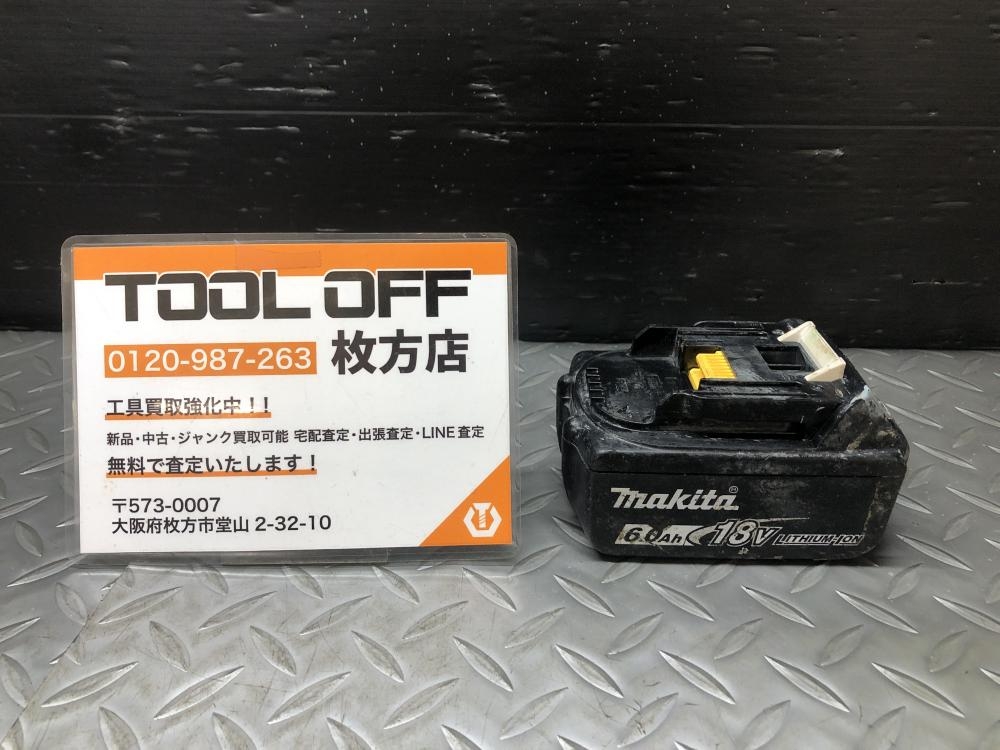 TOOL OFF
0120-987-263 枚方店
工具買取強化中!!
新品・中古・ジャンク買取可能 宅配査定・出張査定・LINE査定
無料で査定いたします!
〒573-0007
大阪府枚方市堂山 2-32-10
makita®
6.0Ah 18V LITHIUM-ION